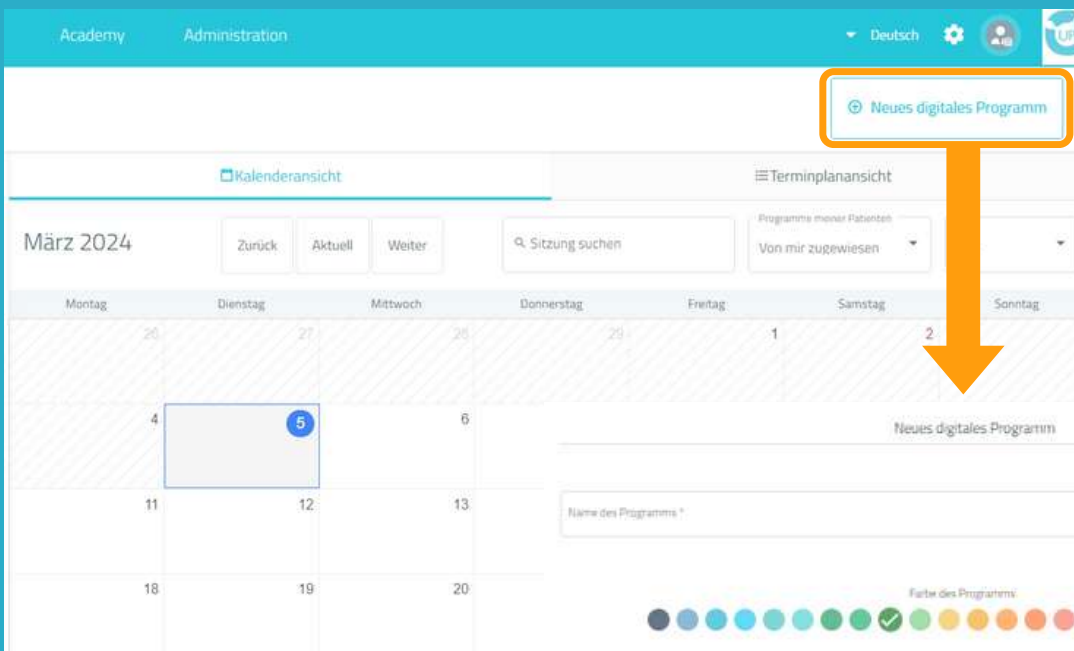 Academy Administration Deutsch UP
Neues digitales Programm
Kalenderansicht Terminplanansicht
März 2024 Zurück Aktuell Weiter Sitzung suchen Programme meiner Patienten Von mir zugewiesen
Montag Dienstag Mittwoch Donnerstag Freitag Samstag Sonntag
26 27 28 29 1 2
4 5 6
Neues digitales Programm
11 12 13
Name des Programms *
18 19 20
Farbe des Programms